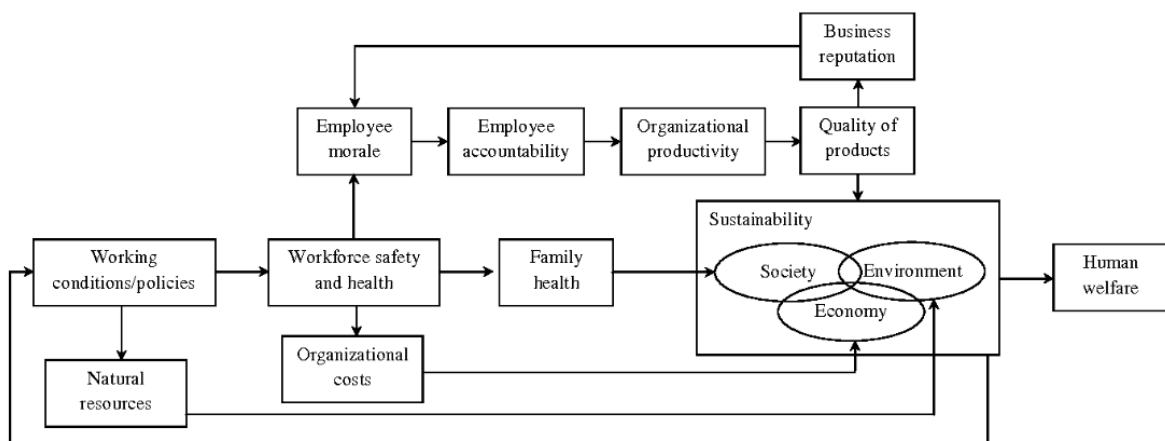 Business
reputation
Employee
morale
Employee
accountability
Organizational
productivity
Quality of
products
Sustainability
Working
conditions/policies
Workforce safety
and health
Family
health
Society
Environment
Economy
Human
welfare
Natural
resources
Organizational
costs